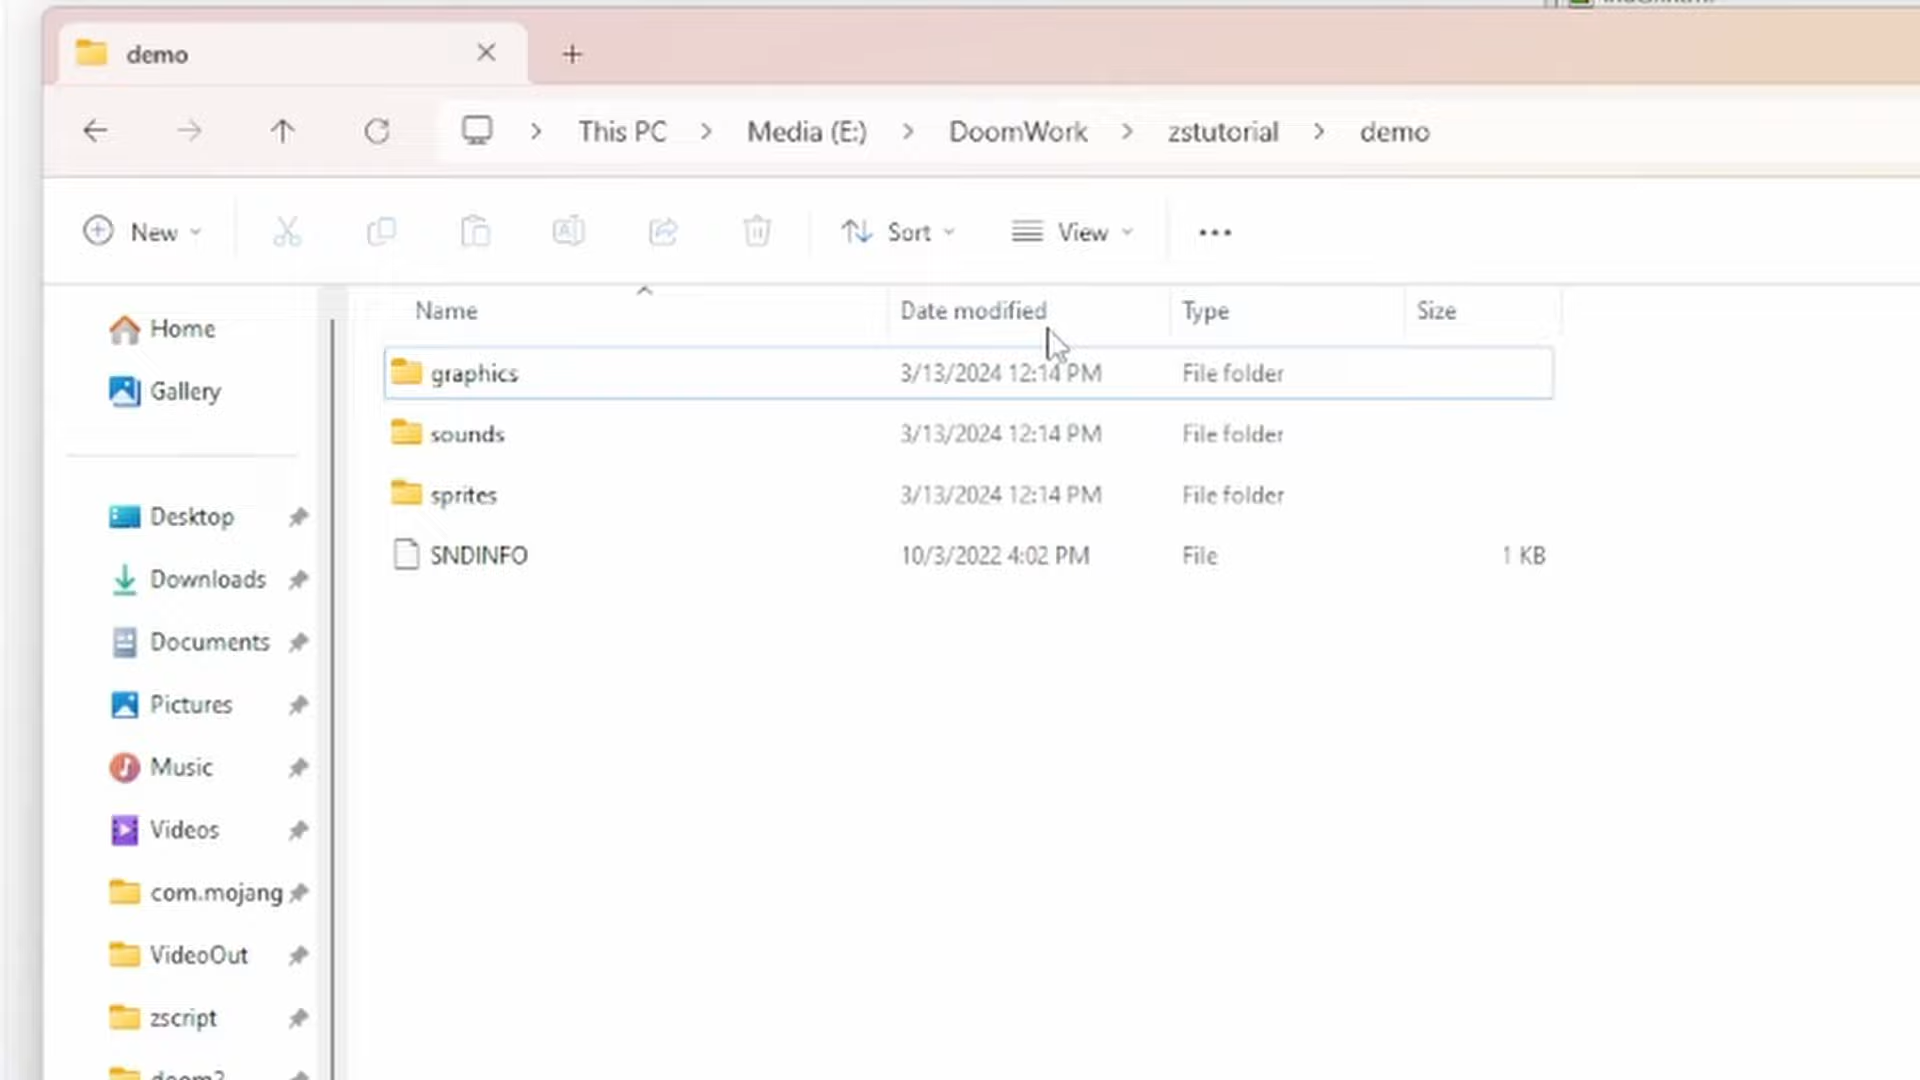 demo
This PC > Media (E:) > DoomWork > zstutorial > demo
New Sort View
Home
Gallery
Desktop
Downloads
Documents
Pictures
Music
Videos
com.mojang
VideoOut
zscript
Name Date modified Type Size
graphics 3/13/2024 12:14 PM File folder
sounds 3/13/2024 12:14 PM File folder
sprites 3/13/2024 12:14 PM File folder
SNDINFO 10/3/2022 4:02 PM File 1 KB